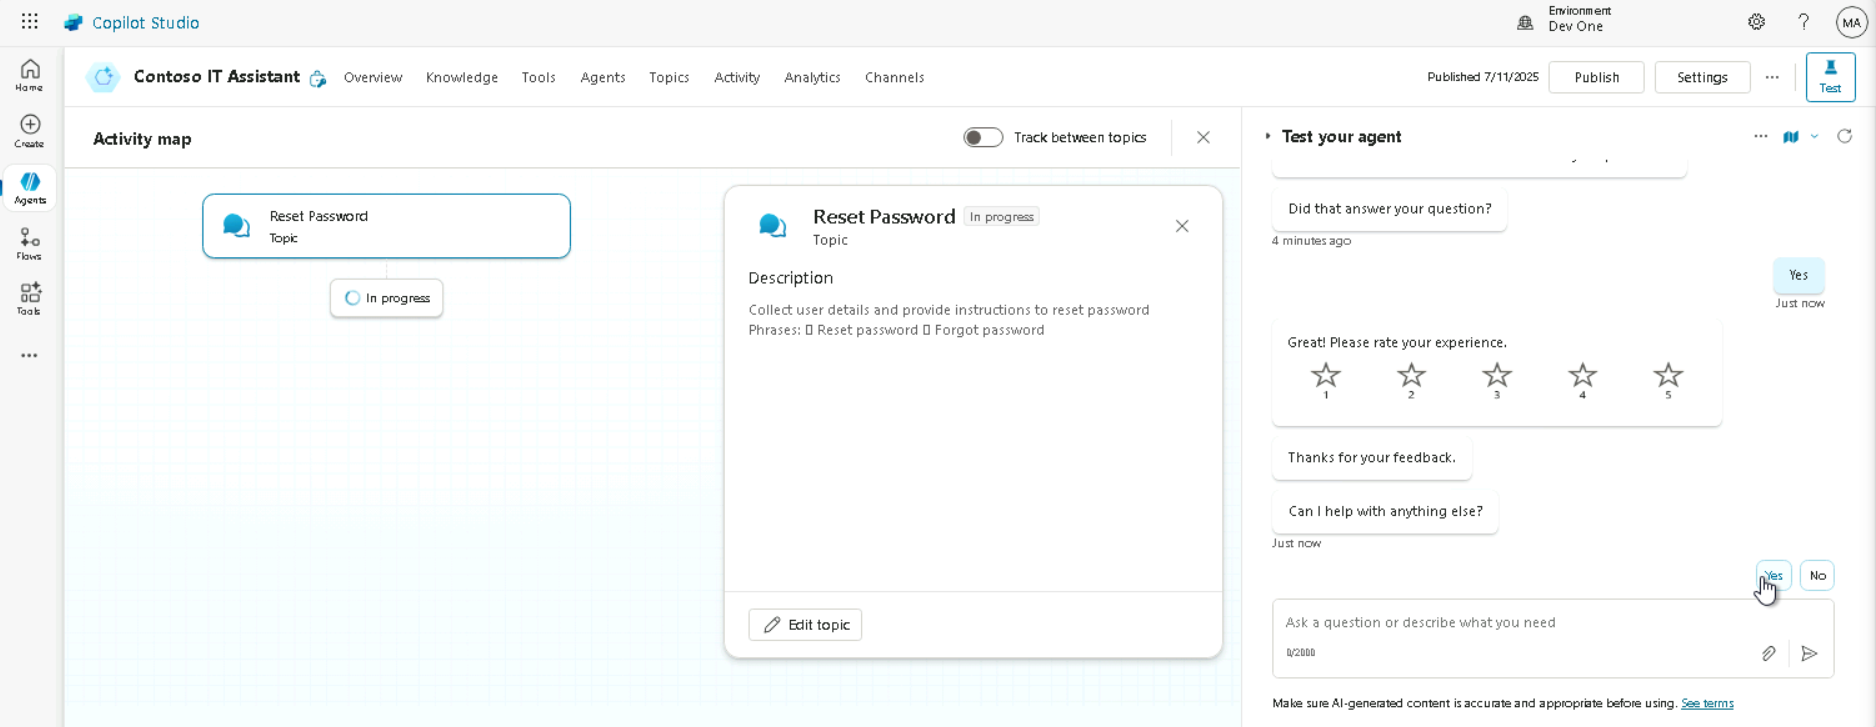 Copilot Studio
Environment
Dev One
MA
Home
Create
Agents
Flows
Tools
Contoso IT Assistant
Overview
Knowledge
Tools
Agents
Topics
Activity
Analytics
Channels
Published 7/11/2025
Publish
Settings
Test
Activity map
Track between topics
Reset Password
Topic
In progress
Reset Password
In progress
Topic
Description
Collect user details and provide instructions to reset password
Phrases: ▯ Reset password ▯ Forgot password
Edit topic
Test your agent
Did that answer your question?
4 minutes ago
Yes
Just now
Great! Please rate your experience.
1 2 3 4 5
Thanks for your feedback.
Can I help with anything else?
Just now
Yes
No
Ask a question or describe what you need
0/2000
Make sure AI-generated content is accurate and appropriate before using. See terms